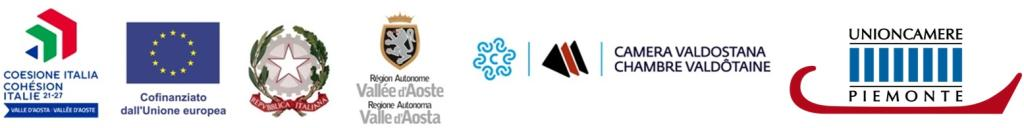 COESIONE ITALIA
COHÉSION
ITALIE 21-27
VALLE D'AOSTA · VALLÉE D'AOSTE
Cofinanziato
dall'Unione europea
REPVBBLICA ITALIANA
Région Autonome
Vallée d'Aoste
Regione Autonoma
Valle d'Aosta
CAMERA VALDOSTANA
CHAMBRE VALDÔTAINE
UNIONCAMERE
PIEMONTE